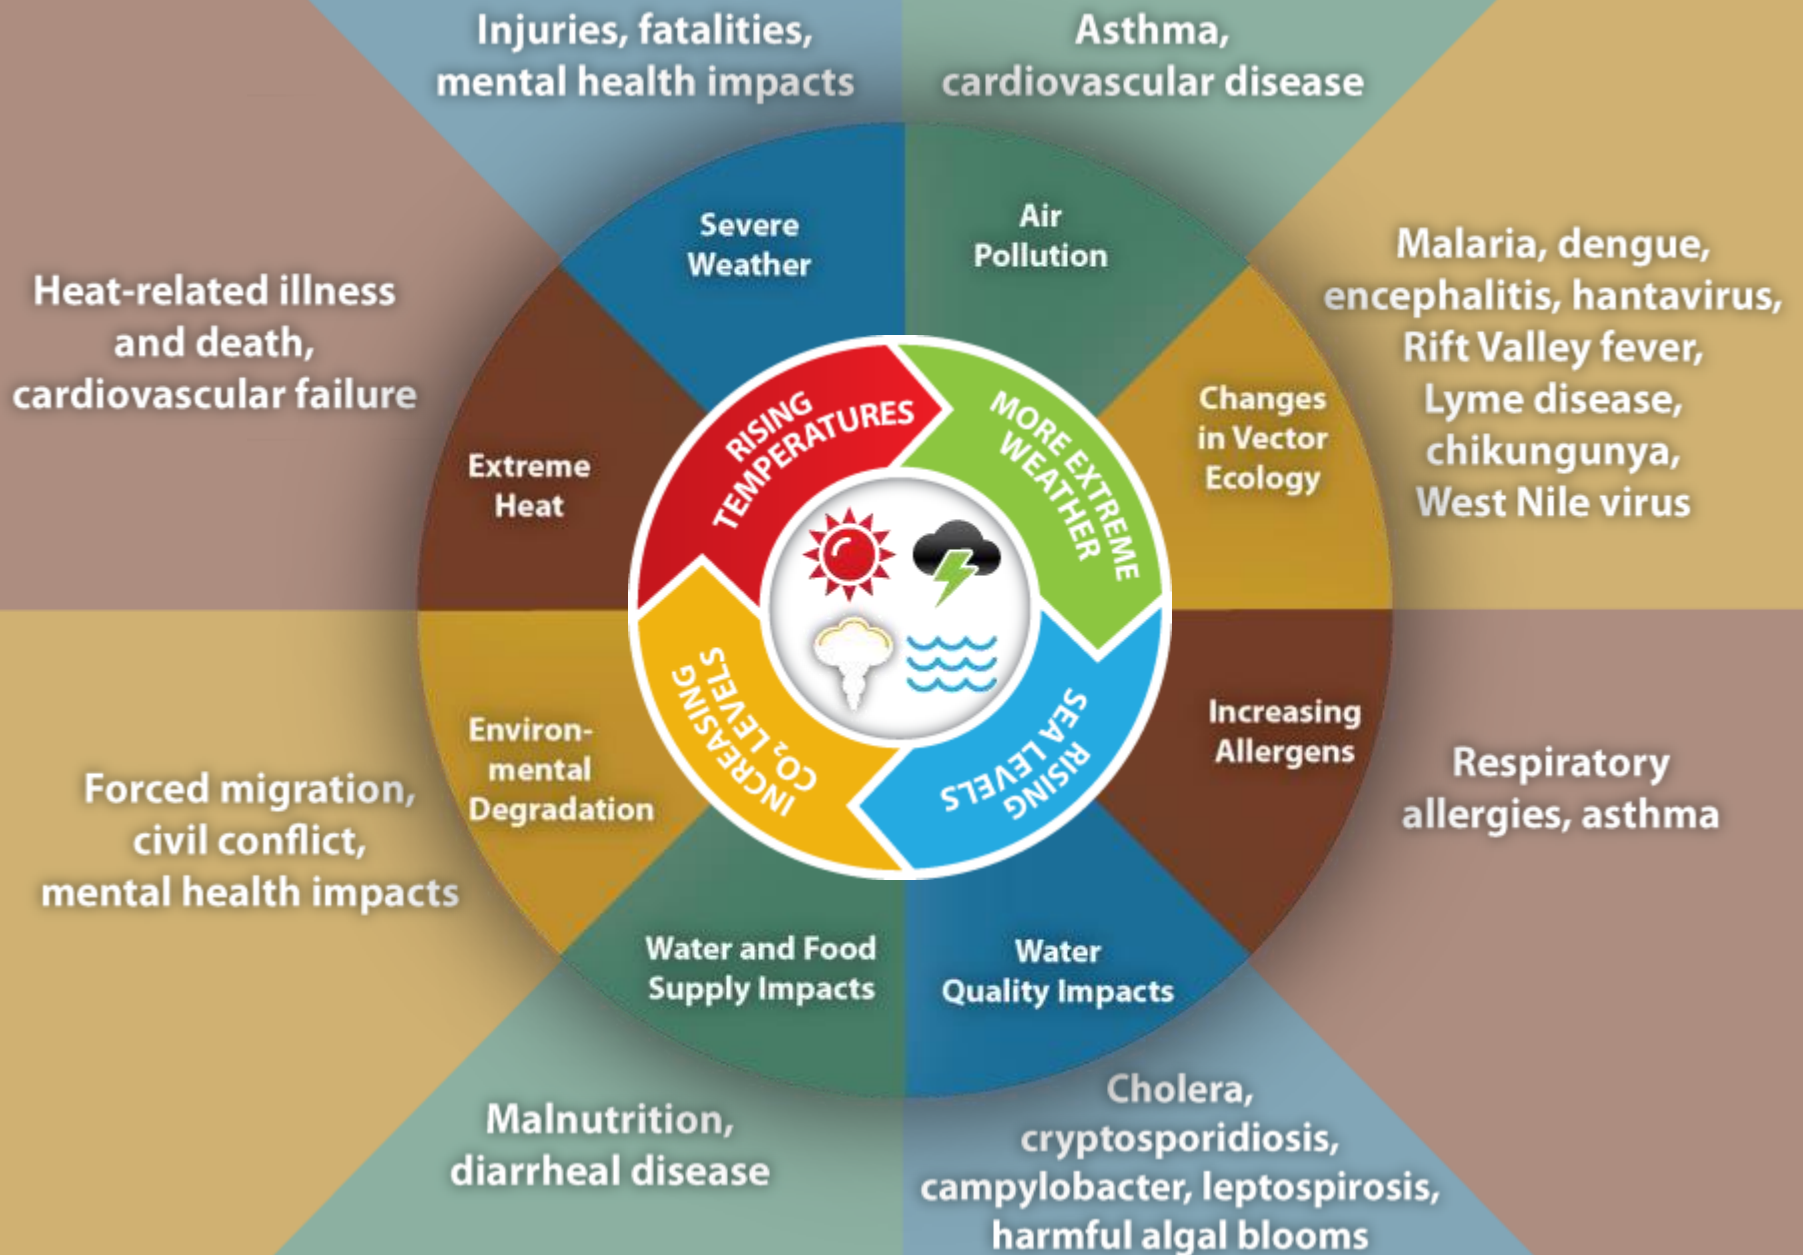 Injuries, fatalities,
mental health impacts
Asthma,
cardiovascular disease
Severe
Weather
Air
Pollution
Heat-related illness
and death,
cardiovascular failure
Extreme
Heat
Changes
in Vector
Ecology
Malaria, dengue,
encephalitis, hantavirus,
Rift Valley fever,
Lyme disease,
chikungunya,
West Nile virus
RISING
TEMPERATURES
MORE EXTREME
WEATHER
INCREASING
CO₂ LEVELS
RISING
SEA LEVELS
Environ-
mental
Degradation
Increasing
Allergens
Forced migration,
civil conflict,
mental health impacts
Respiratory
allergies, asthma
Water and Food
Supply Impacts
Water
Quality Impacts
Malnutrition,
diarrheal disease
Cholera,
cryptosporidiosis,
campylobacter, leptospirosis,
harmful algal blooms